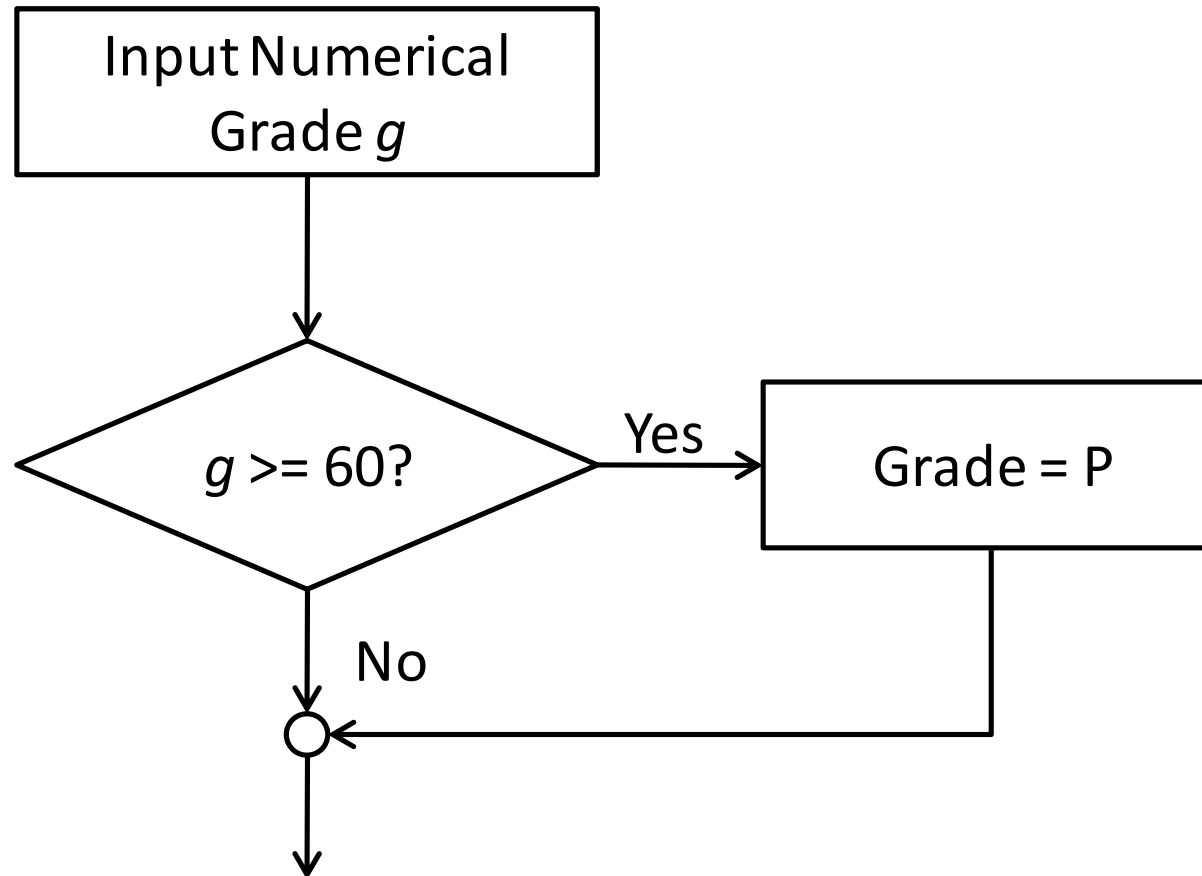 Input Numerical
Grade g
g >= 60?
Yes
Grade = P
No